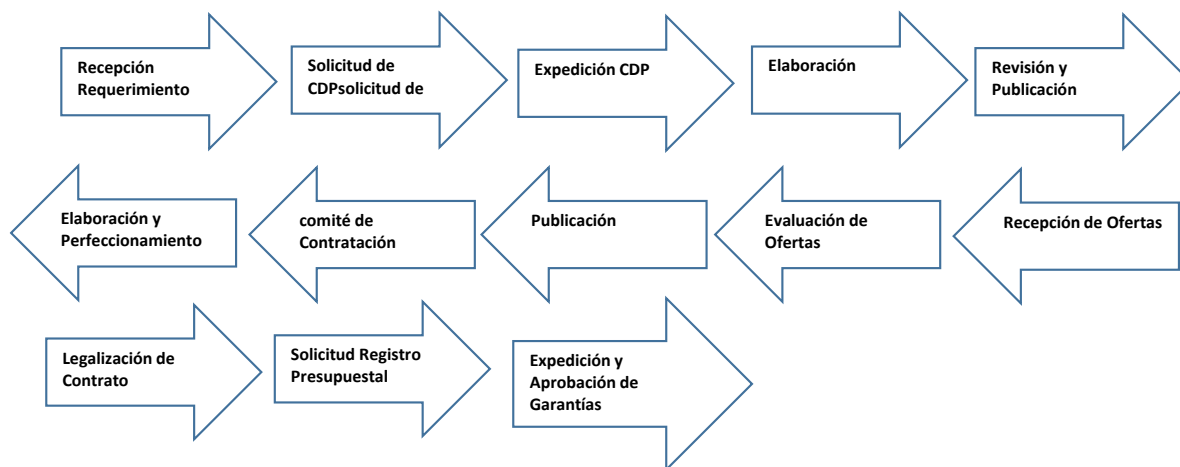 Recepción
Requerimiento
Solicitud de
CDPsolicitud de
Expedición CDP
Elaboración
Revisión y
Publicación
Recepción de Ofertas
Evaluación de
Ofertas
Publicación
comité de
Contratación
Elaboración y
Perfeccionamiento
Legalización de
Contrato
Solicitud Registro
Presupuestal
Expedición y
Aprobación de
Garantías